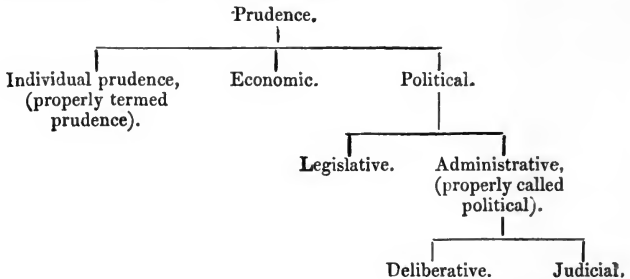 Prudence.
Individual prudence, Economic. Political.
(properly termed
prudence).
Legislative. Administrative,
(properly called
political).
Deliberative. Judicial.